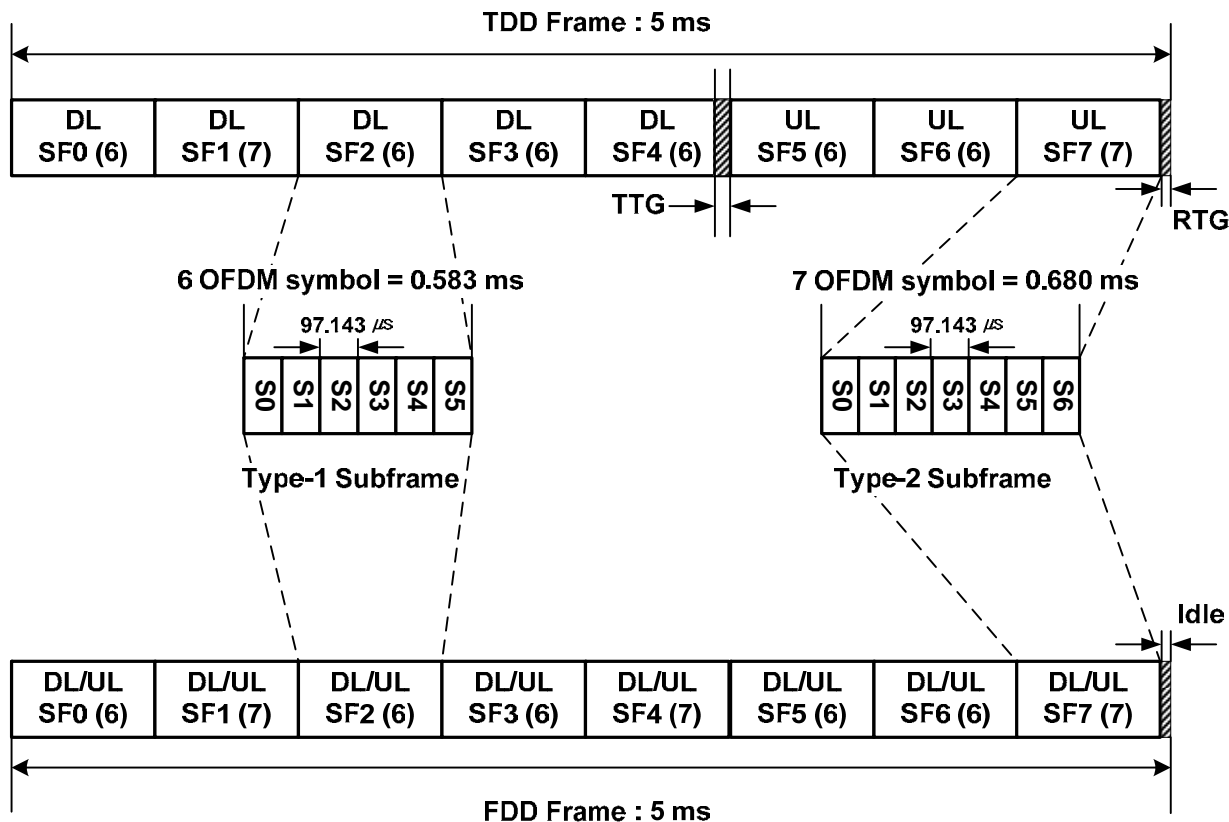 TDD Frame : 5 ms
DL DL DL DL DL UL UL UL
SF0 (6) SF1 (7) SF2 (6) SF3 (6) SF4 (6) SF5 (6) SF6 (6) SF7 (7)
TTG
RTG
6 OFDM symbol = 0.583 ms
7 OFDM symbol = 0.680 ms
97.143 μs
97.143 μs
S0 S1 S2 S3 S4 S5
S0 S1 S2 S3 S4 S5 S6
Type-1 Subframe
Type-2 Subframe
Idle
DL/UL DL/UL DL/UL DL/UL DL/UL DL/UL DL/UL DL/UL
SF0 (6) SF1 (7) SF2 (6) SF3 (6) SF4 (7) SF5 (6) SF6 (6) SF7 (7)
FDD Frame : 5 ms